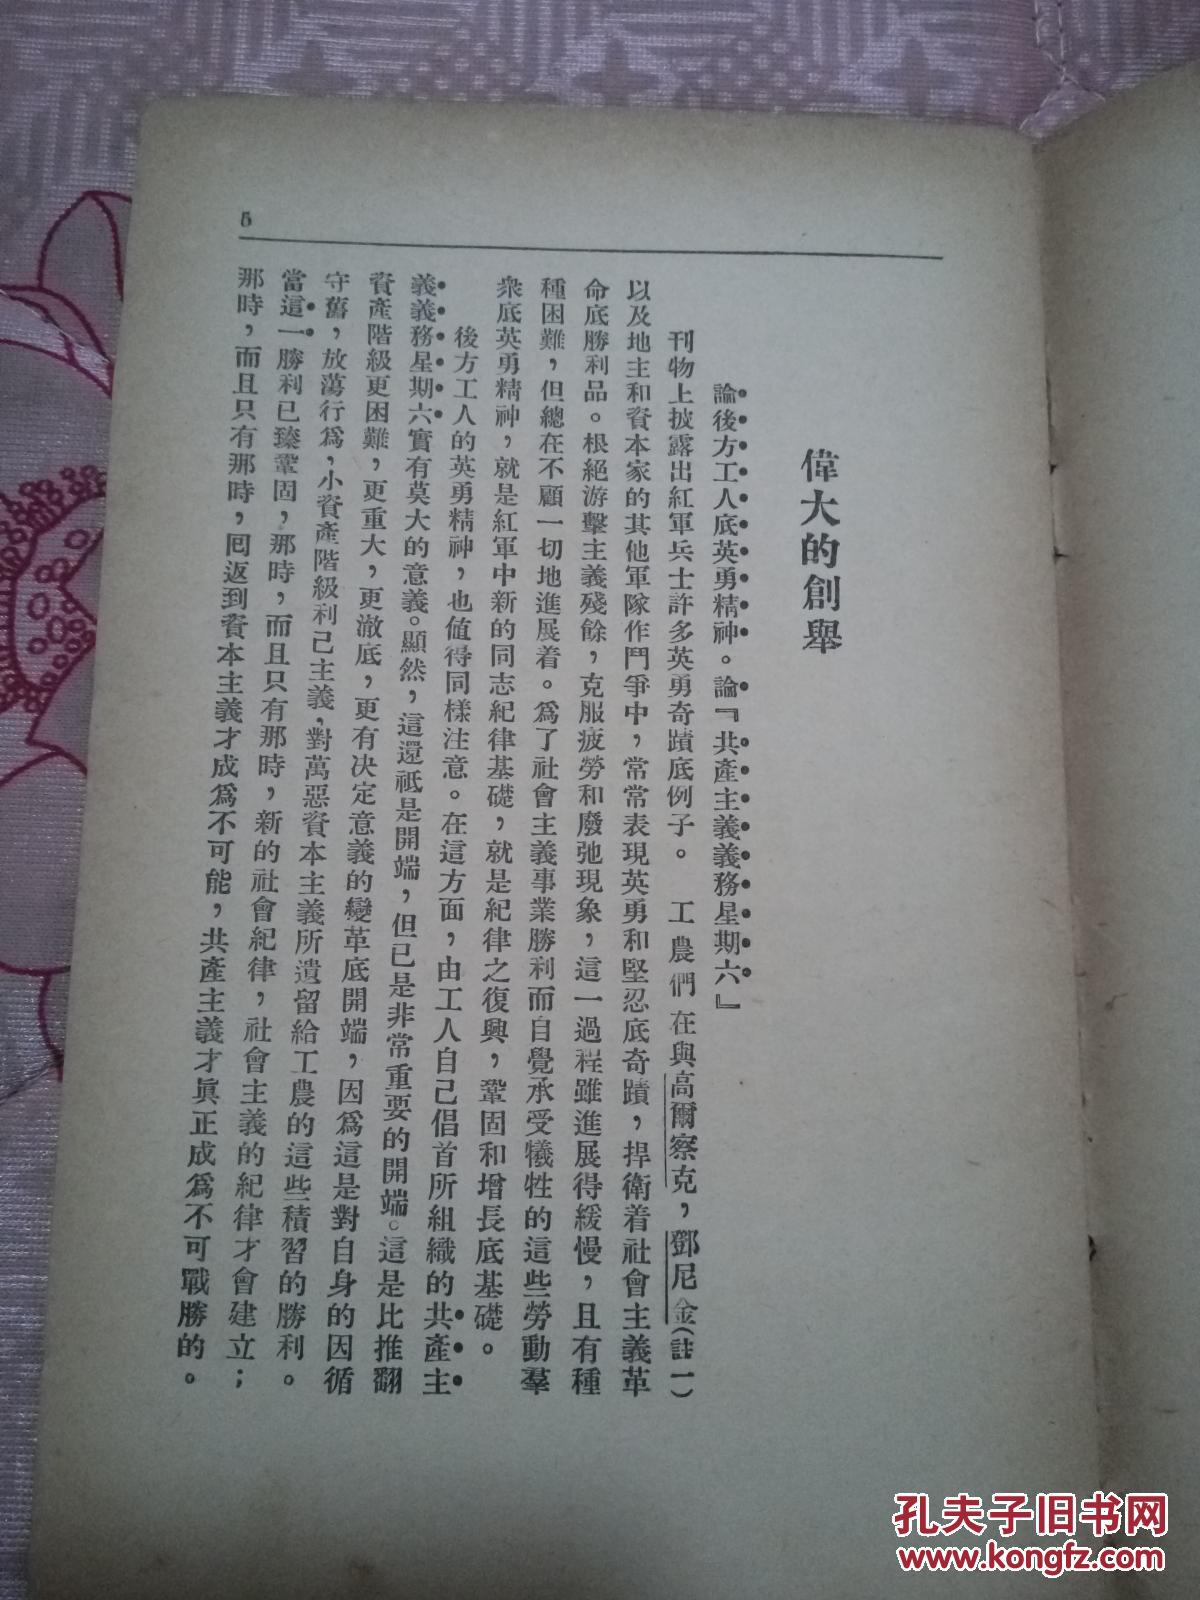 5
偉大的創舉
論後方工人底英勇精神。論『共產主義義務星期六』
刊物上披露出紅軍兵士許多英勇奇蹟底例子。 工農們在與高爾察克，鄧尼金(註一)
以及地主和資本家的其他軍隊作鬥爭中，常常表現英勇和堅忍底奇蹟，捍衛着社會主義革
命底勝利品。根絕游擊主義殘餘，克服疲勞和廢弛現象，這一過程雖進展得緩慢，且有種
種困難，但總在不顧一切地進展着。爲了社會主義事業勝利而自覺承受犧牲的這些勞動羣
衆底英勇精神，就是紅軍中新的同志紀律基礎，就是紀律之復興，鞏固和增長底基礎。
後方工人的英勇精神，也値得同樣注意。在這方面，由工人自己倡首所組織的共產主
義義務星期六實有莫大的意義。顯然，這還祗是開端，但已是非常重要的開端。這是比推翻
資產階級更困難，更重大，更澈底，更有决定意義的變革底開端，因爲這是對自身的因循
守舊，放蕩行爲，小資產階級利己主義，對萬惡資本主義所遺留給工農的這些積習的勝利。
當這一勝利已臻鞏固，那時，而且只有那時，新的社會紀律，社會主義的紀律才會建立；
那時，而且只有那時，囘返到資本主義才成爲不可能，共產主義才眞正成爲不可戰勝的。
孔夫子旧书网
www.kongfz.com